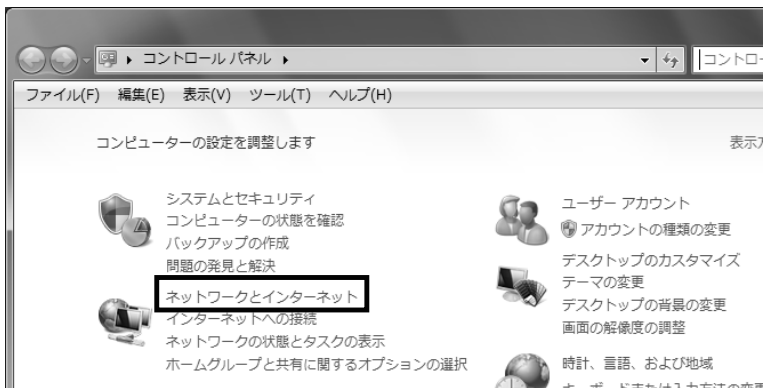 コントロール パネル
コントロ
ファイル(F) 編集(E) 表示(V) ツール(T) ヘルプ(H)
コンピューターの設定を調整します
表示
システムとセキュリティ
コンピューターの状態を確認
バックアップの作成
問題の発見と解決
ネットワークとインターネット
インターネットへの接続
ネットワークの状態とタスクの表示
ホームグループと共有に関するオプションの選択
ユーザー アカウント
アカウントの種類の変更
デスクトップのカスタマイズ
テーマの変更
デスクトップの背景の変更
画面の解像度の調整
時計、言語、および地域